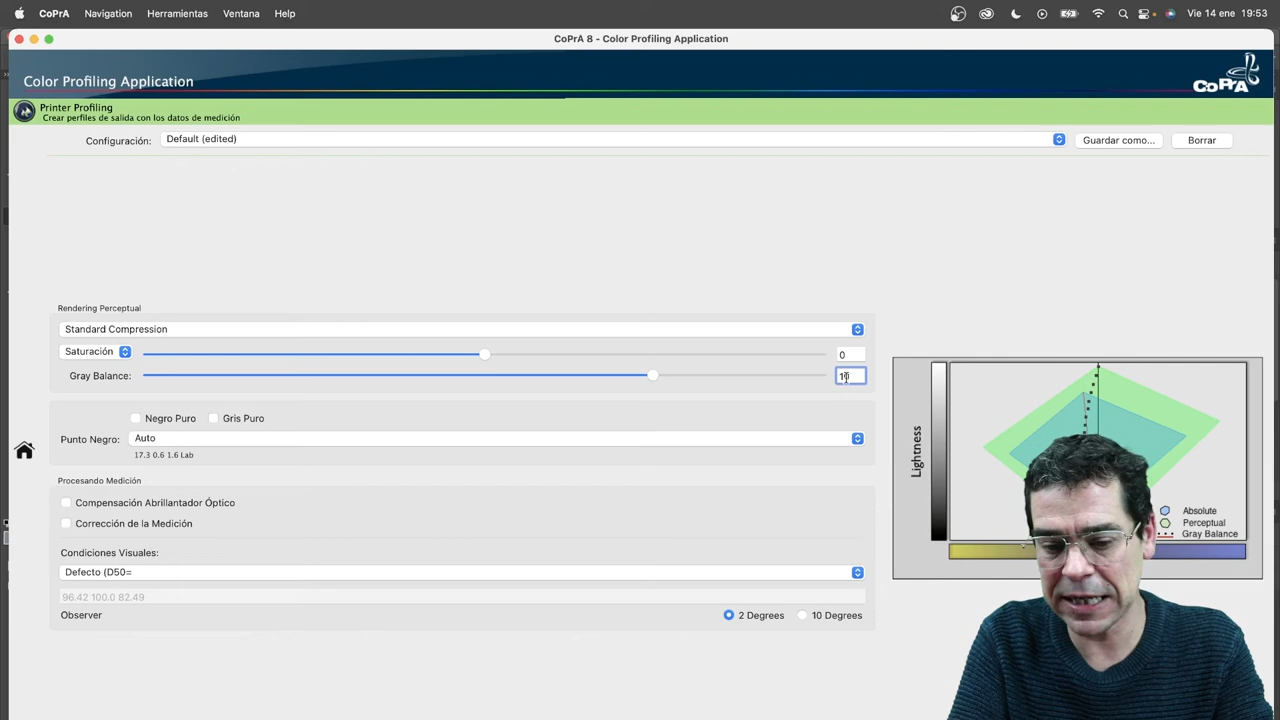 CoPrA Navigation Herramientas Ventana Help Vie 14 ene 19:53
CoPrA 8 - Color Profiling Application
Color Profiling Application
CoPrA
Printer Profiling
Crear perfiles de salida con los datos de medición
Configuración: Default (edited) Guardar como... Borrar
Rendering Perceptual
Standard Compression
Saturación 0
Gray Balance:
Negro Puro Gris Puro
Punto Negro: Auto
17.3 0.6 1.6 Lab
Procesando Medición
Compensación Abrillantador Óptico
Corrección de la Medición
Condiciones Visuales:
Defecto (D50=
96.42 100.0 82.49
Observer 2 Degrees 10 Degrees
Lightness
Absolute
Perceptual
Gray Balance